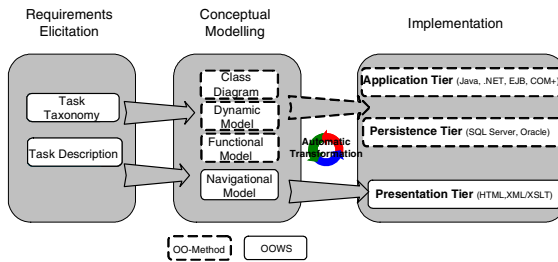 Requirements
Elicitation
Conceptual
Modelling
Implementation
Task
Taxonomy
Task Description
Class
Diagram
Dynamic
Model
Functional
Model
Navigational
Model
Automatic
Transformation
Application Tier (Java, .NET, EJB, COM+)
Persistence Tier (SQL Server, Oracle)
Presentation Tier (HTML,XML/XSLT)
OO-Method
OOWS